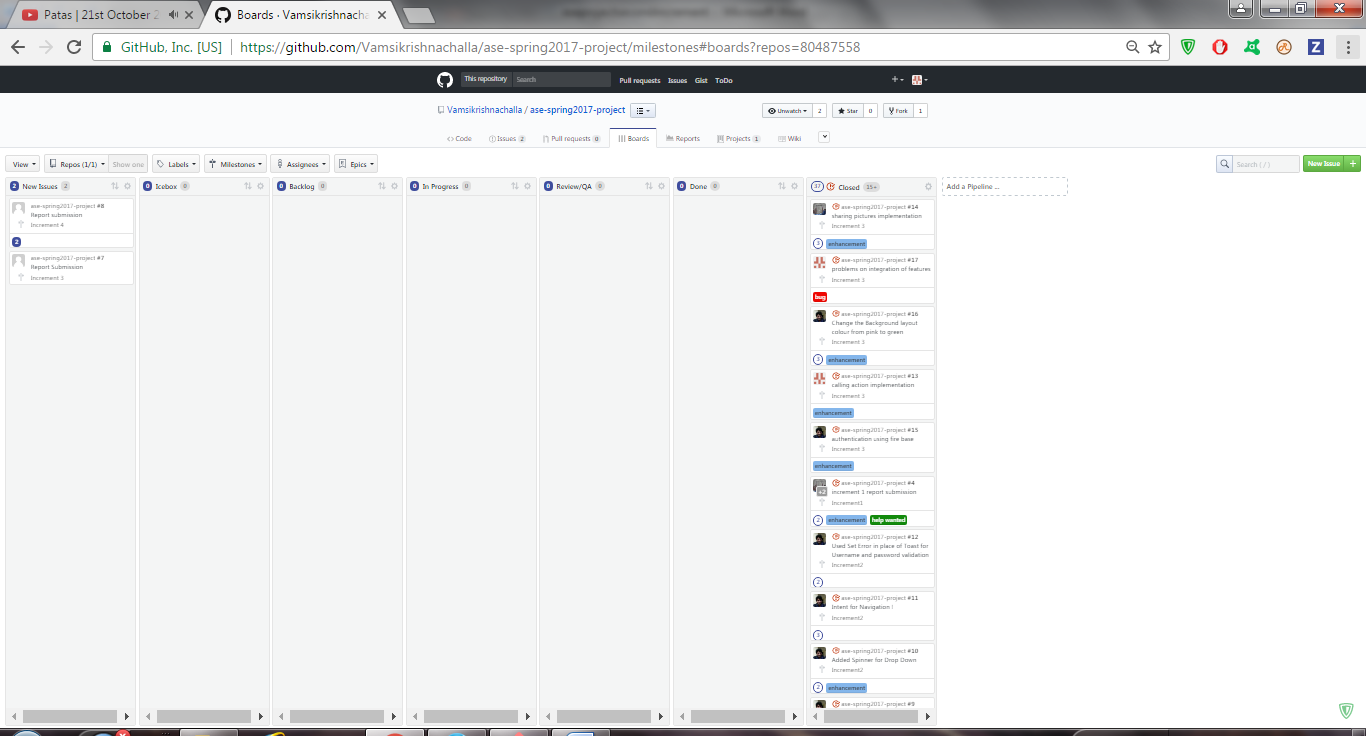 Patas | 21st October 2
Boards · Vamsikrishnacha
GitHub, Inc. [US]
https://github.com/Vamsikrishnachalla/ase-spring2017-project/milestones#boards?repos=80487558
This repository
Search
Pull requests
Issues
Gist
ToDo
Vamsikrishnachalla / ase-spring2017-project
Unwatch 2
Star 0
Fork 1
Code
Issues 2
Pull requests 0
Boards
Reports
Projects 1
Wiki
View
Repos (1/1)
Show one
Labels
Milestones
Assignees
Epics
Search ( / )
New Issue +
2 New Issues 2
ase-spring2017-project #8
Report submission
Increment 4
2
ase-spring2017-project #7
Report Submission
Increment 3
0 Icebox 0
0 Backlog 0
0 In Progress 0
0 Review/QA 0
0 Done 0
37 Closed 15+
ase-spring2017-project #14
sharing pictures implementation
Increment 3
3 enhancement
ase-spring2017-project #17
problems on integration of features
Increment 3
bug
ase-spring2017-project #16
Change the Background layout
colour from pink to green
Increment 3
3 enhancement
ase-spring2017-project #13
calling action implementation
Increment 3
enhancement
ase-spring2017-project #15
authentication using fire base
Increment 3
enhancement
+2
ase-spring2017-project #4
increment 1 report submission
Increment1
2 enhancement help wanted
ase-spring2017-project #12
Used Set Error in place of Toast for
Username and password validation
Increment2
2
ase-spring2017-project #11
Intent for Navigation !
Increment2
3
ase-spring2017-project #10
Added Spinner for Drop Down
Increment2
2 enhancement
ase-spring2017-project #9
Add a Pipeline ...